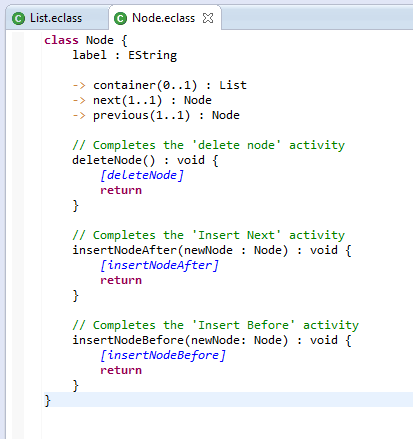 List.eclass Node.eclass
class Node {
label : EString
-> container(0..1) : List
-> next(1..1) : Node
-> previous(1..1) : Node
// Completes the 'delete node' activity
deleteNode() : void {
[deleteNode]
return
}
// Completes the 'Insert Next' activity
insertNodeAfter(newNode : Node) : void {
[insertNodeAfter]
return
}
// Completes the 'Insert Before' activity
insertNodeBefore(newNode: Node) : void {
[insertNodeBefore]
return
}
}